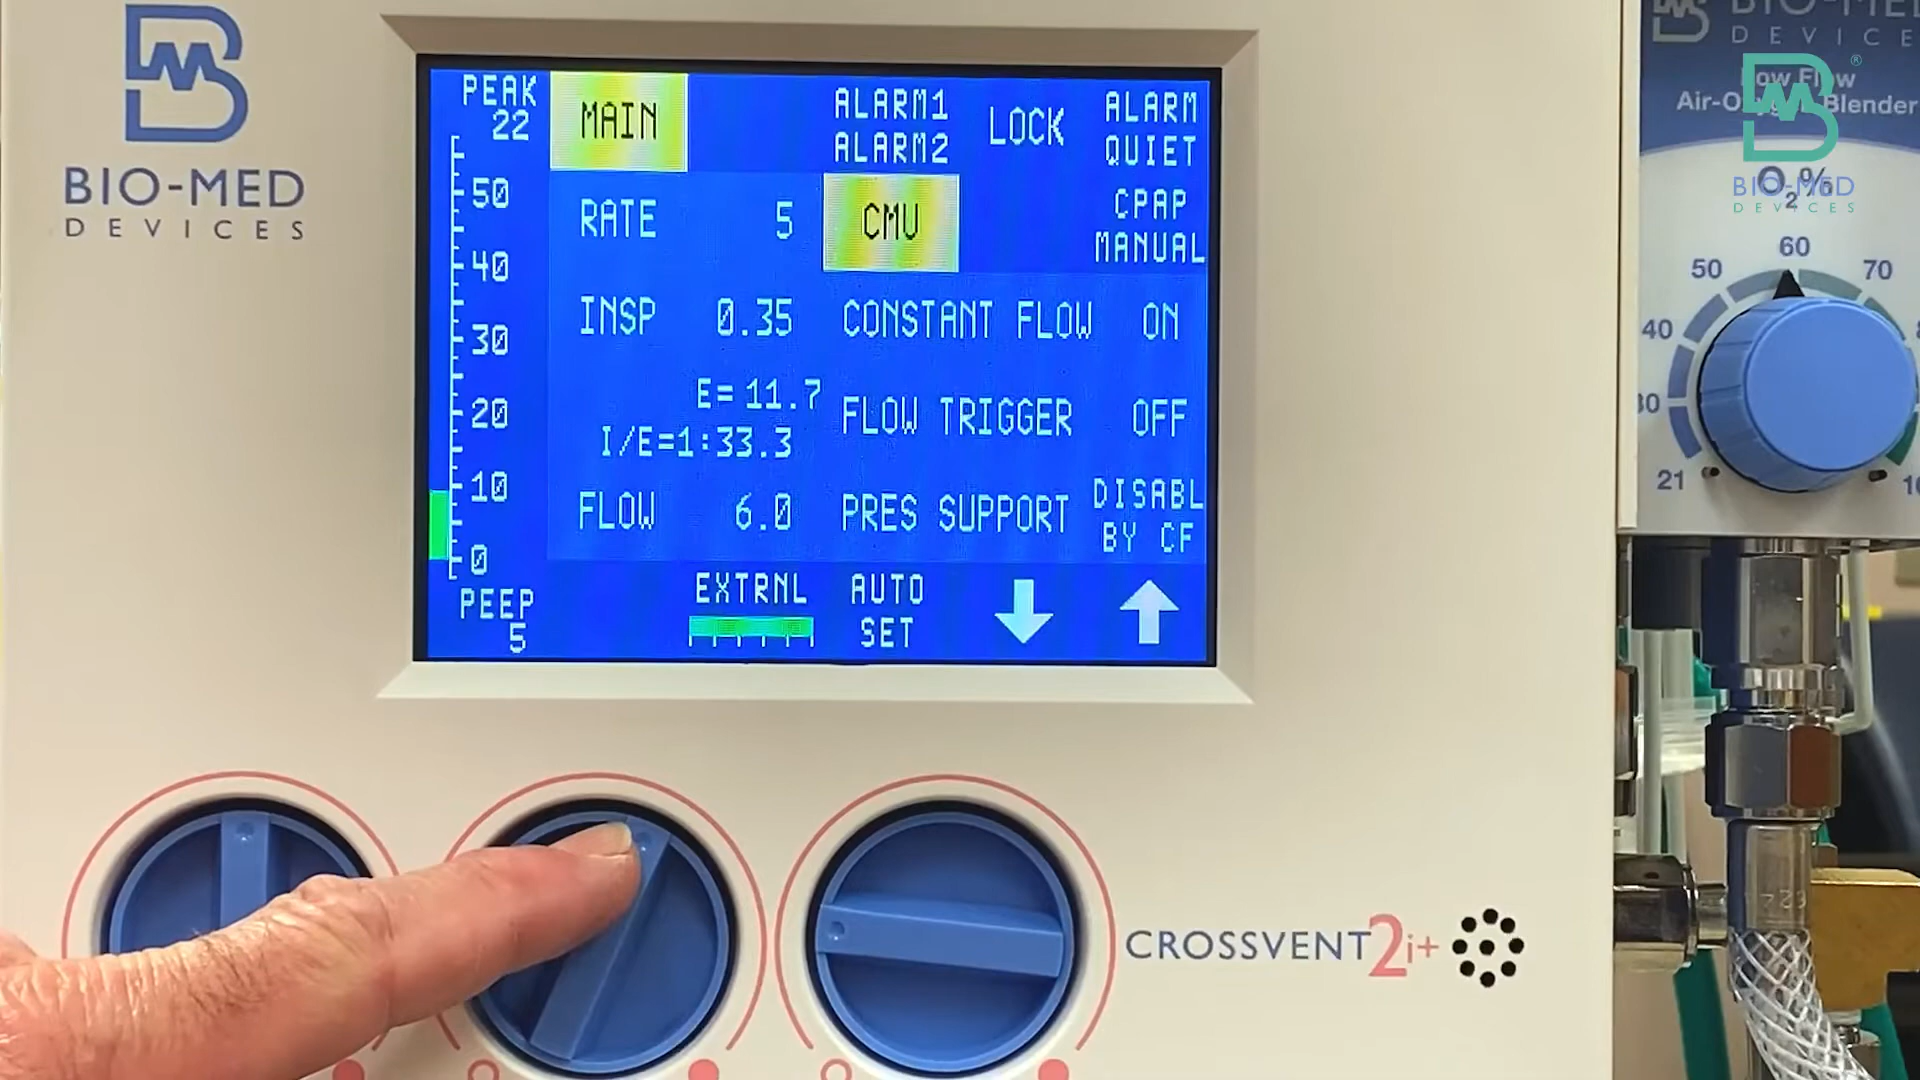 BIO-MED
DEVICES
PEAK
22
MAIN
ALARM1
ALARM2
LOCK
ALARM
QUIET
50
40
30
20
10
0
RATE 5
CMV
CPAP
MANUAL
INSP 0.35
CONSTANT FLOW ON
E= 11.7
I/E=1:33.3
FLOW TRIGGER OFF
FLOW 6.0
PRES SUPPORT
DISABL
BY CF
PEEP
5
EXTRNL
AUTO
SET
CROSSVENT2i+
BIO-MED
DEVICES
Low Flow
Air-Oxygen Blender
®
O2%
BIO-MED
DEVICES
21
40
50
60
70